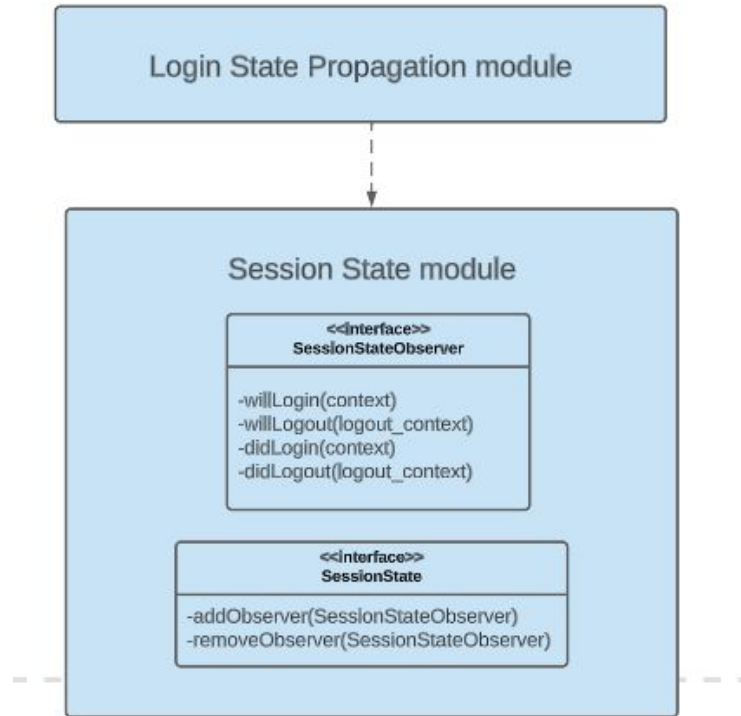 Login State Propagation module
Session State module
<<interface>>
SessionStateObserver
-willLogin(context)
-willLogout(logout_context)
-didLogin(context)
-didLogout(logout_context)
<<interface>>
SessionState
-addObserver(SessionStateObserver)
-removeObserver(SessionStateObserver)